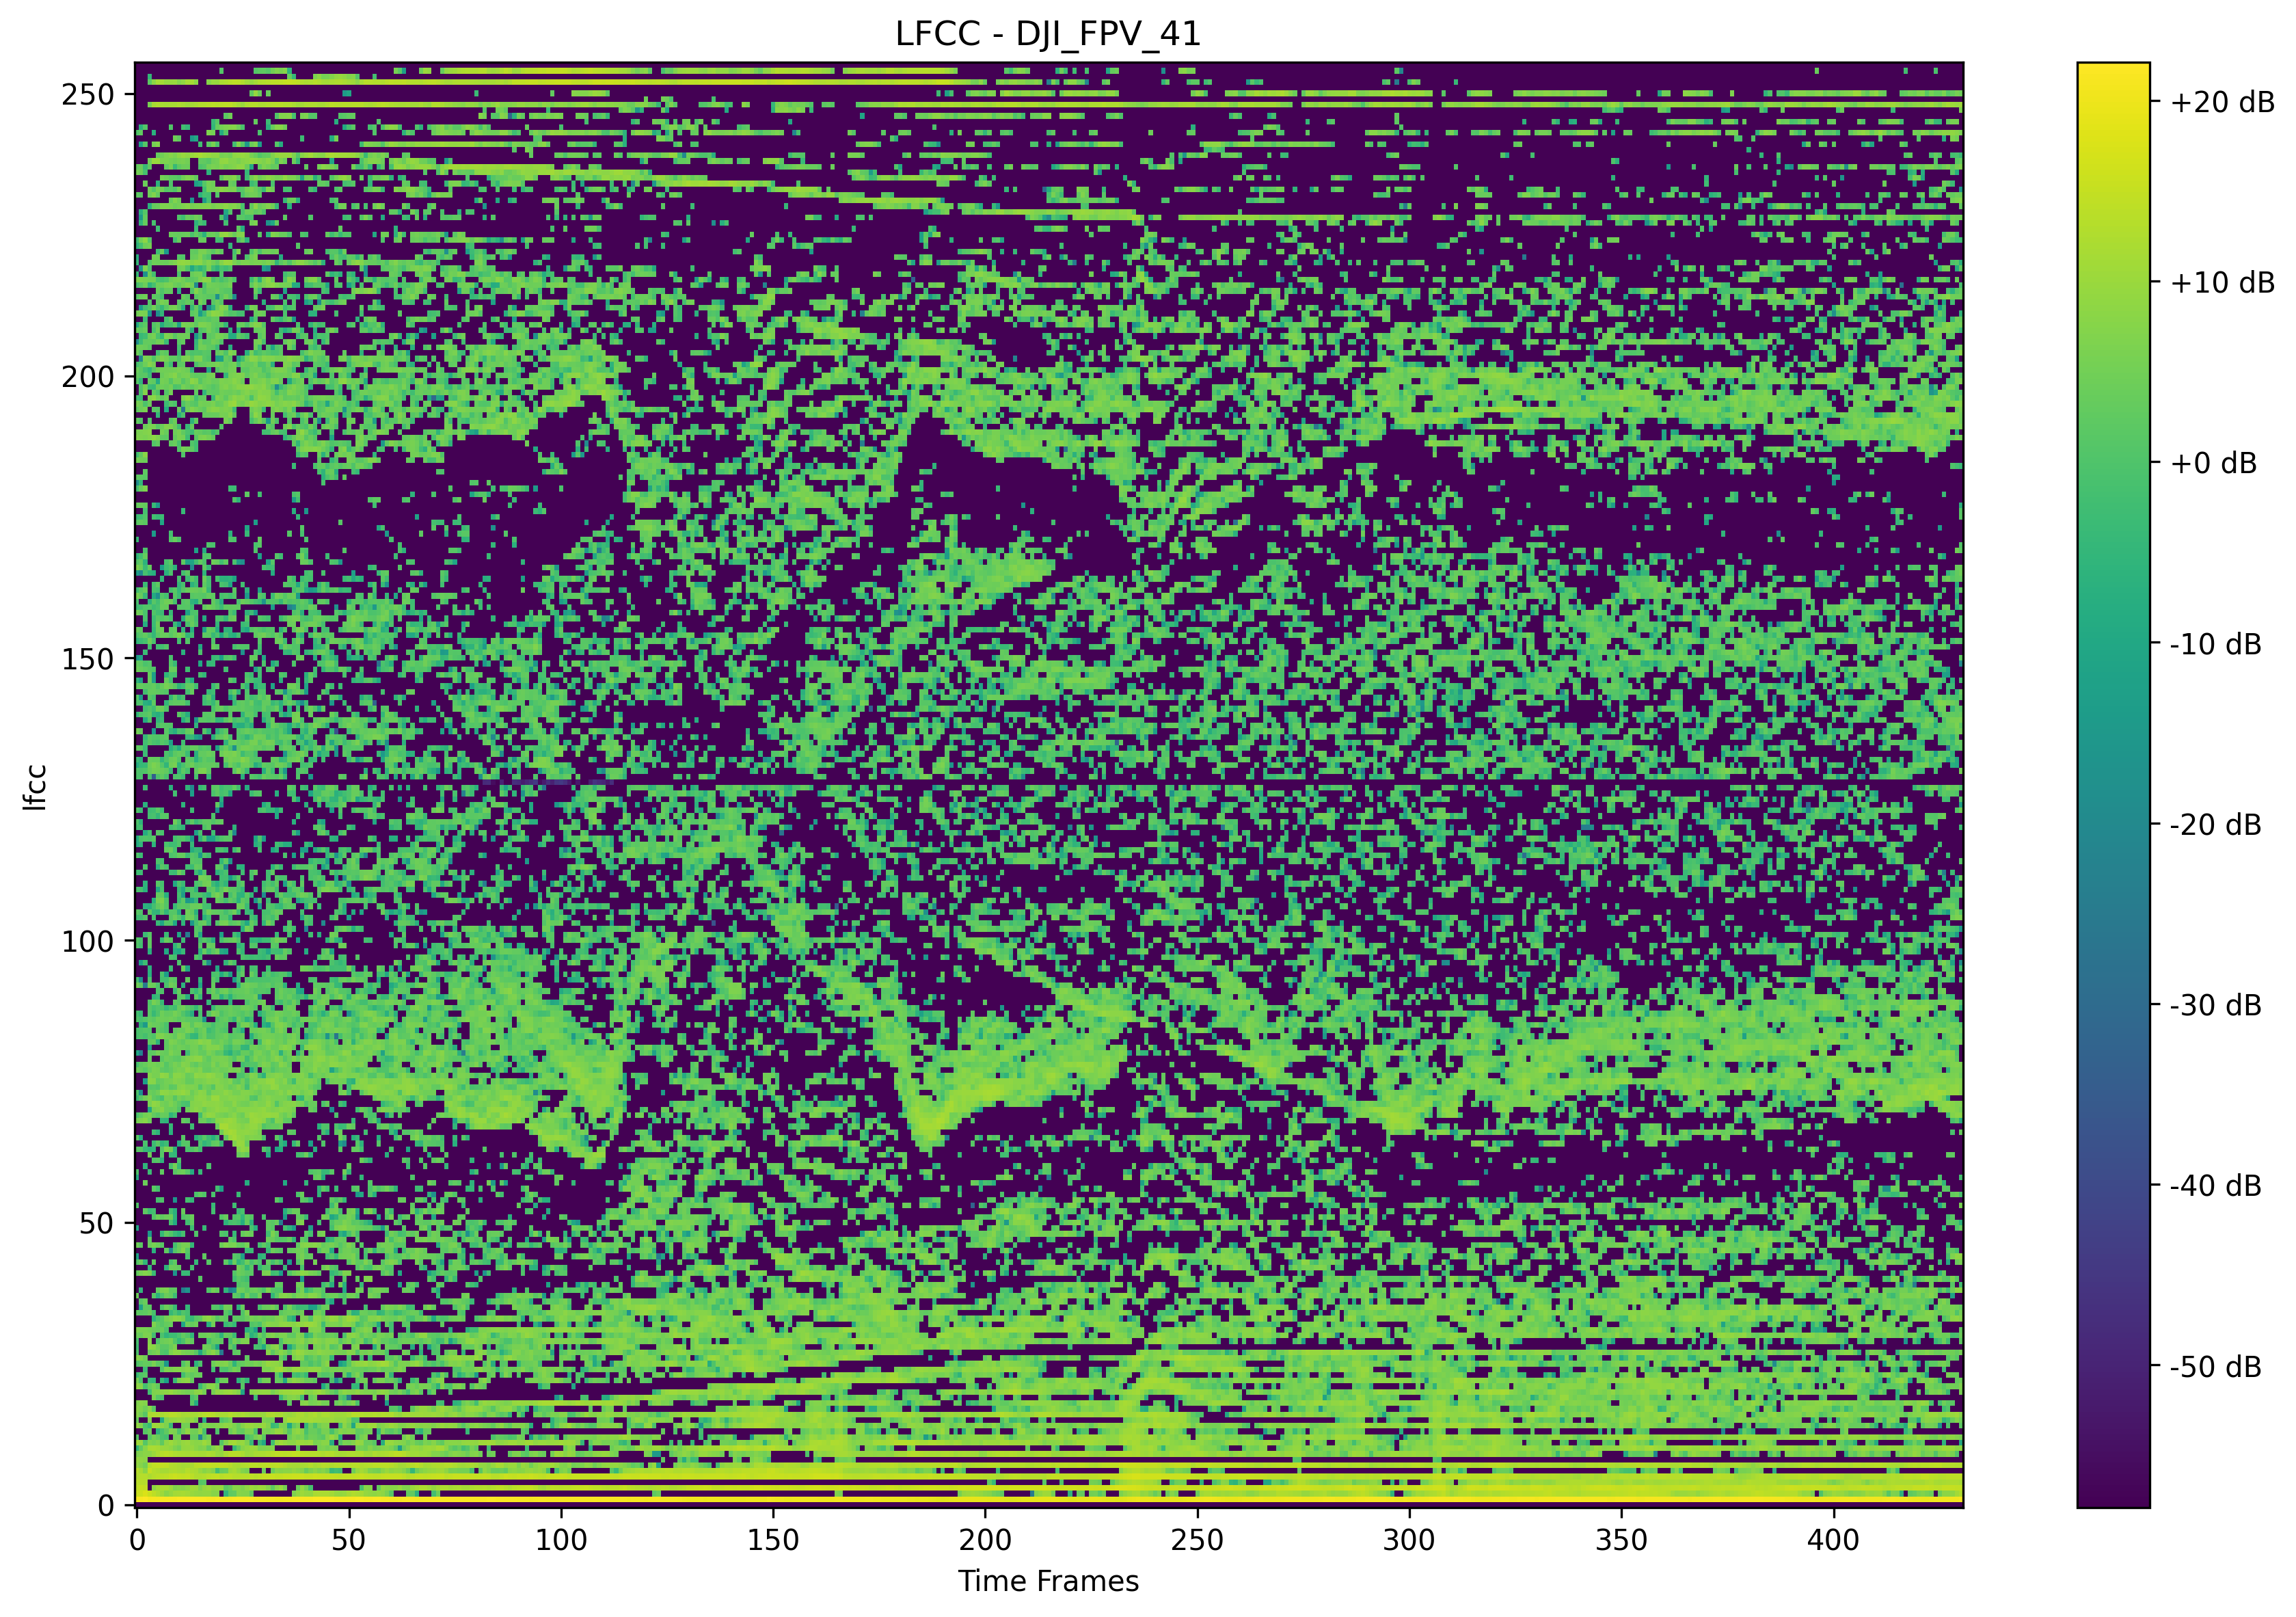 LFCC - DJI_FPV_41
250
200
150
100
50
0
lfcc
0 50 100 150 200 250 300 350 400
Time Frames
+20 dB
+10 dB
+0 dB
-10 dB
-20 dB
-30 dB
-40 dB
-50 dB